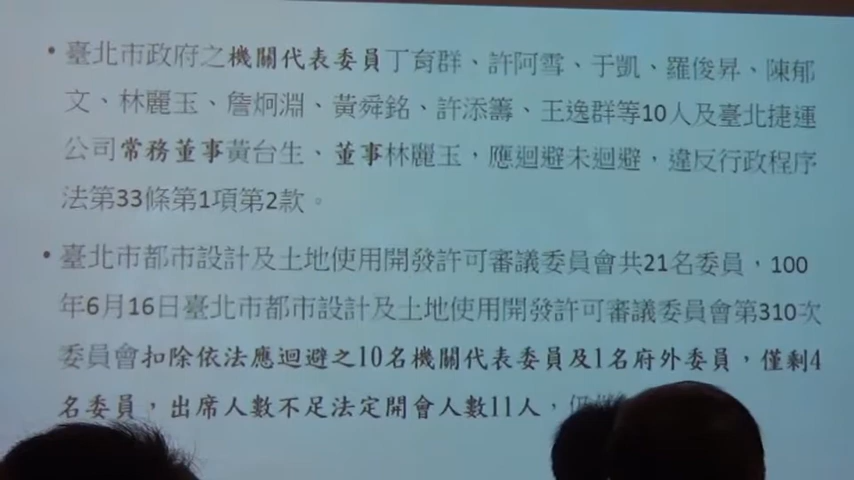 • 臺北市政府之機關代表委員丁育群、許阿雪、于凱、羅俊昇、陳郁
文、林麗玉、詹炯淵、黃舜銘、許添籌、王逸群等10人及臺北捷運
公司常務董事黃台生、董事林麗玉，應迴避未迴避，違反行政程序
法第33條第1項第2款。
• 臺北市都市設計及土地使用開發許可審議委員會共21名委員，100
年6月16日臺北市都市設計及土地使用開發許可審議委員會第310次
委員會扣除依法應迴避之10名機關代表委員及1名府外委員，僅剩4
名委員，出席人數不足法定開會人數11人，